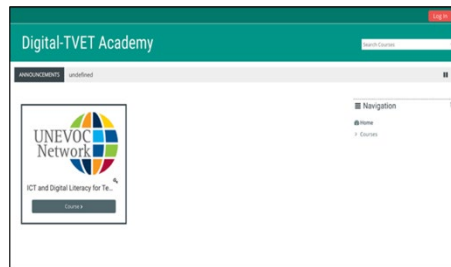 Log In
Digital-TVET Academy
Search Courses
ANNOUNCEMENTS undefined
Navigation
Home
Courses
UNEVOC
Network
ICT and Digital Literacy for Te...
Course